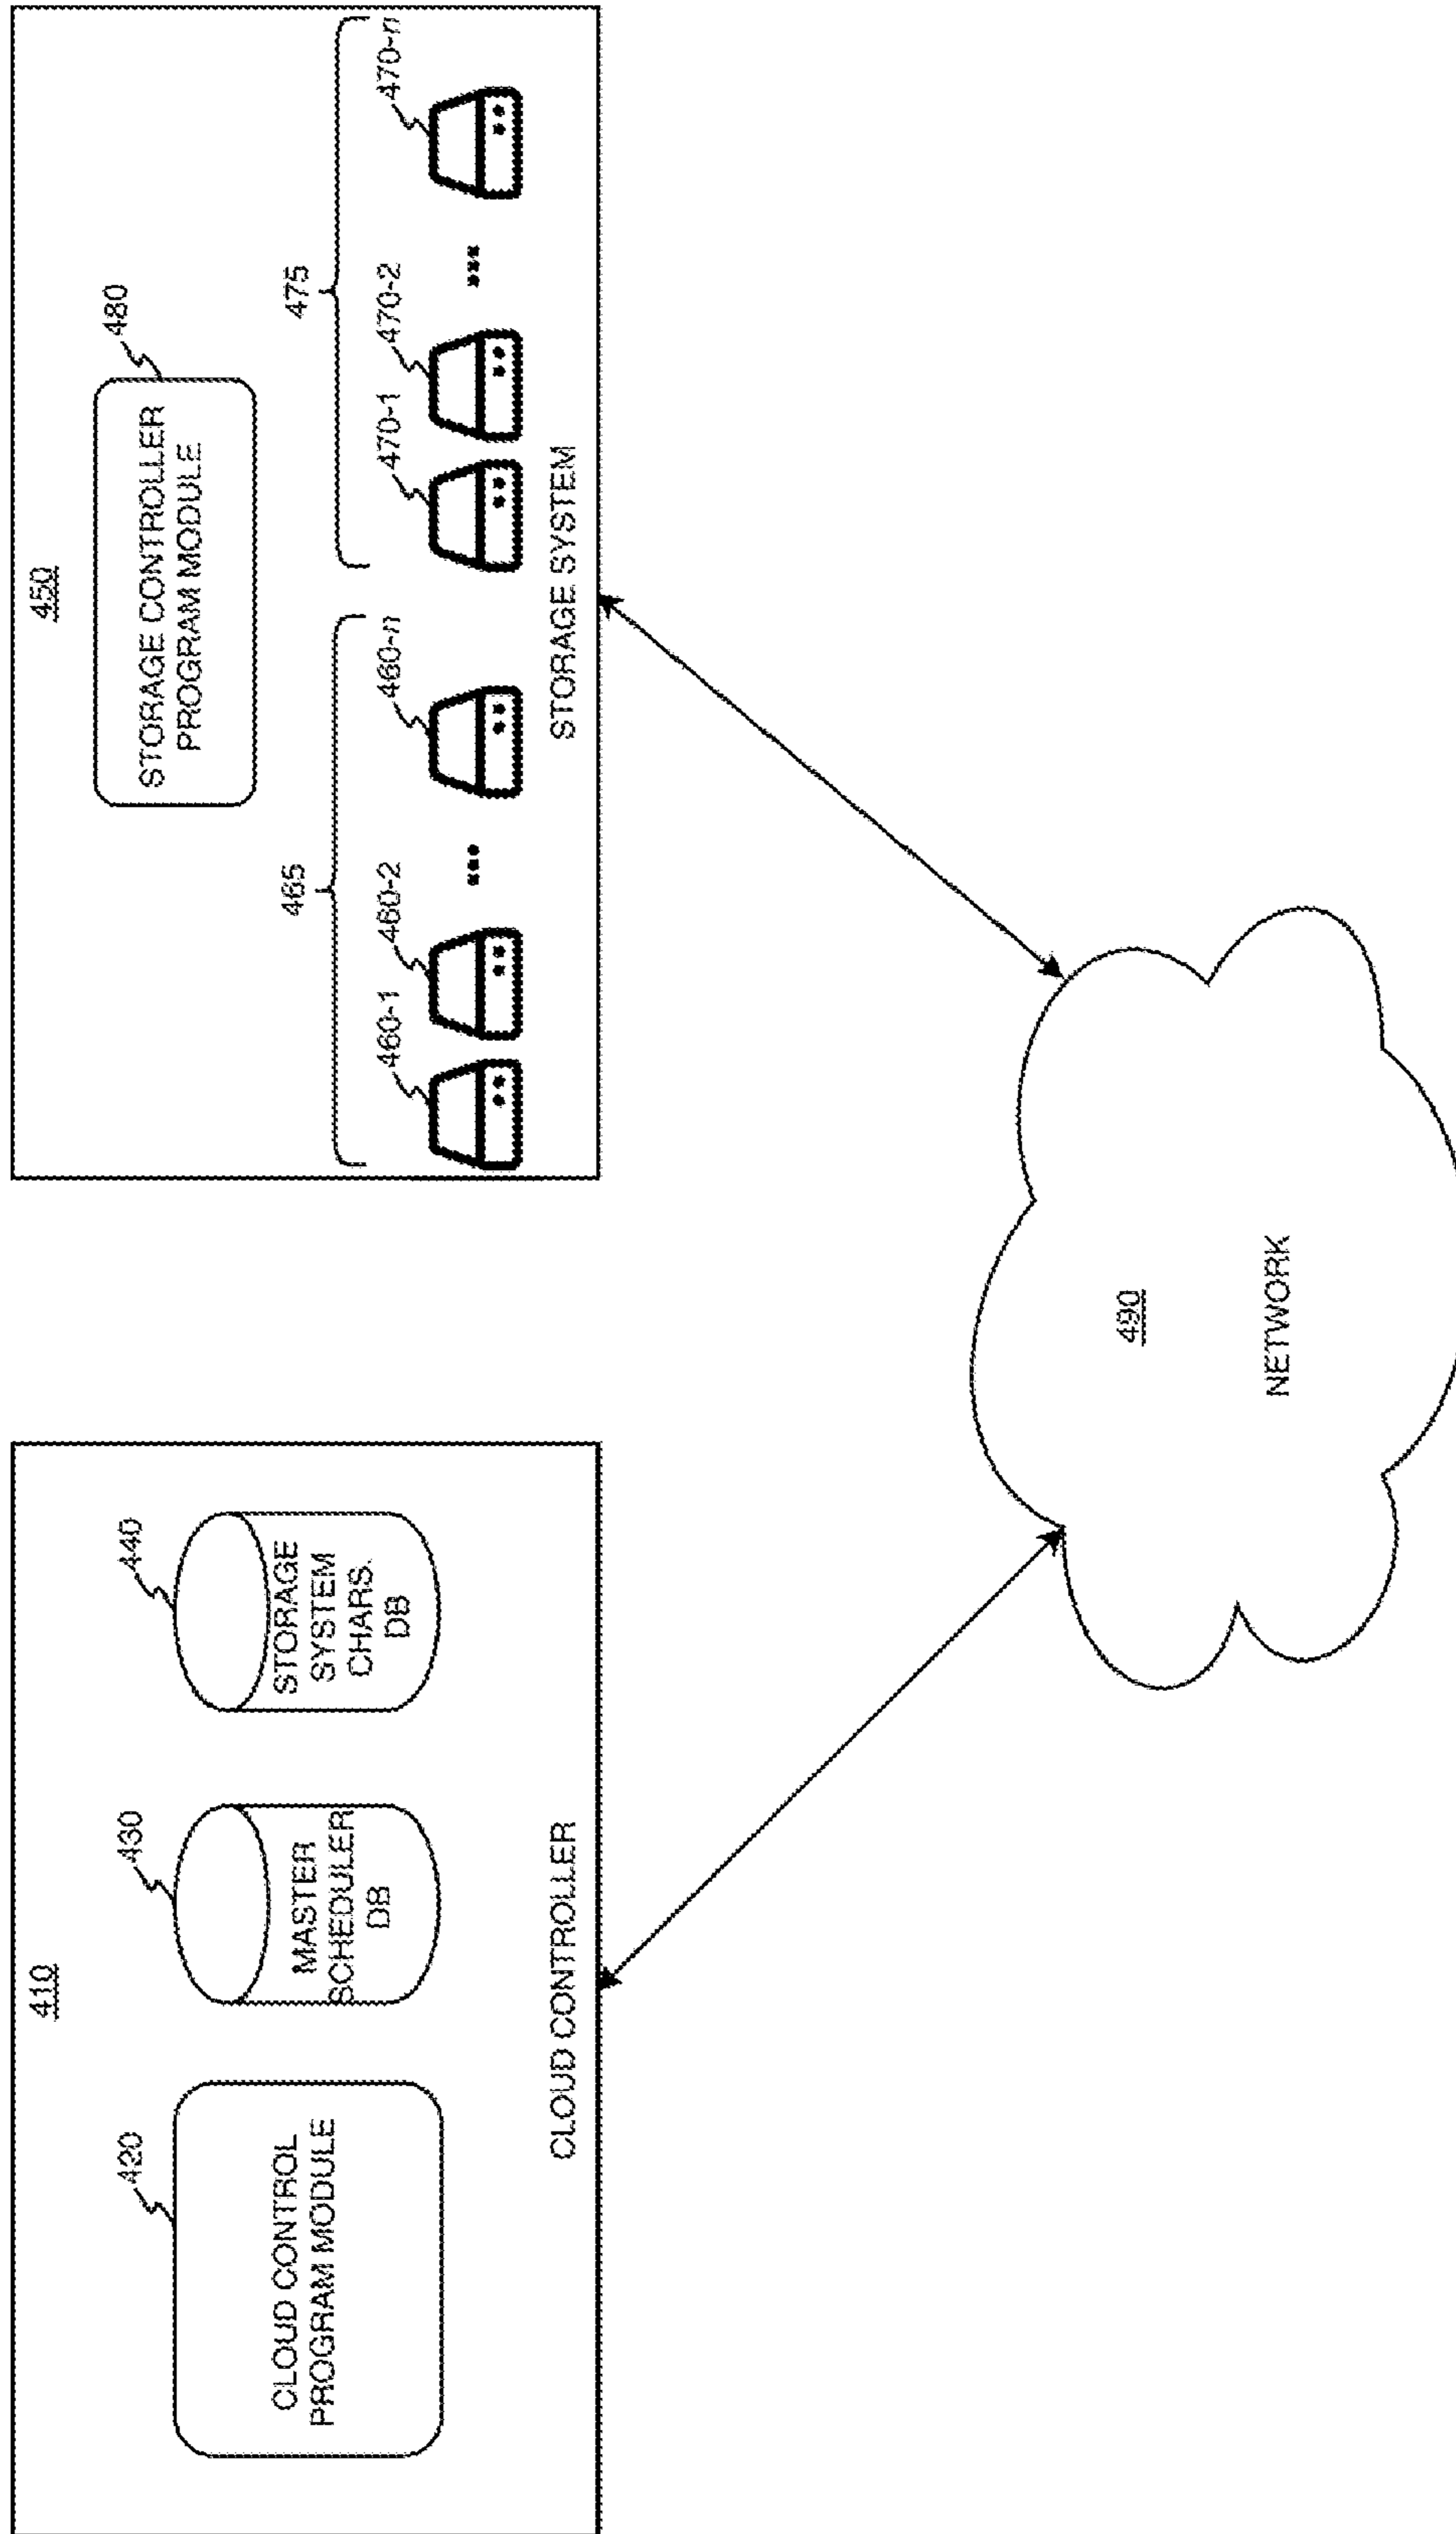 410
420
CLOUD CONTROL
PROGRAM MODULE
430
MASTER
SCHEDULER
DB
440
STORAGE
SYSTEM
CHARS.
DB
CLOUD CONTROLLER
450
STORAGE CONTROLLER
PROGRAM MODULE
480
465
475
460-1
460-2
460-n
470-1
470-2
470-n
STORAGE SYSTEM
490
NETWORK